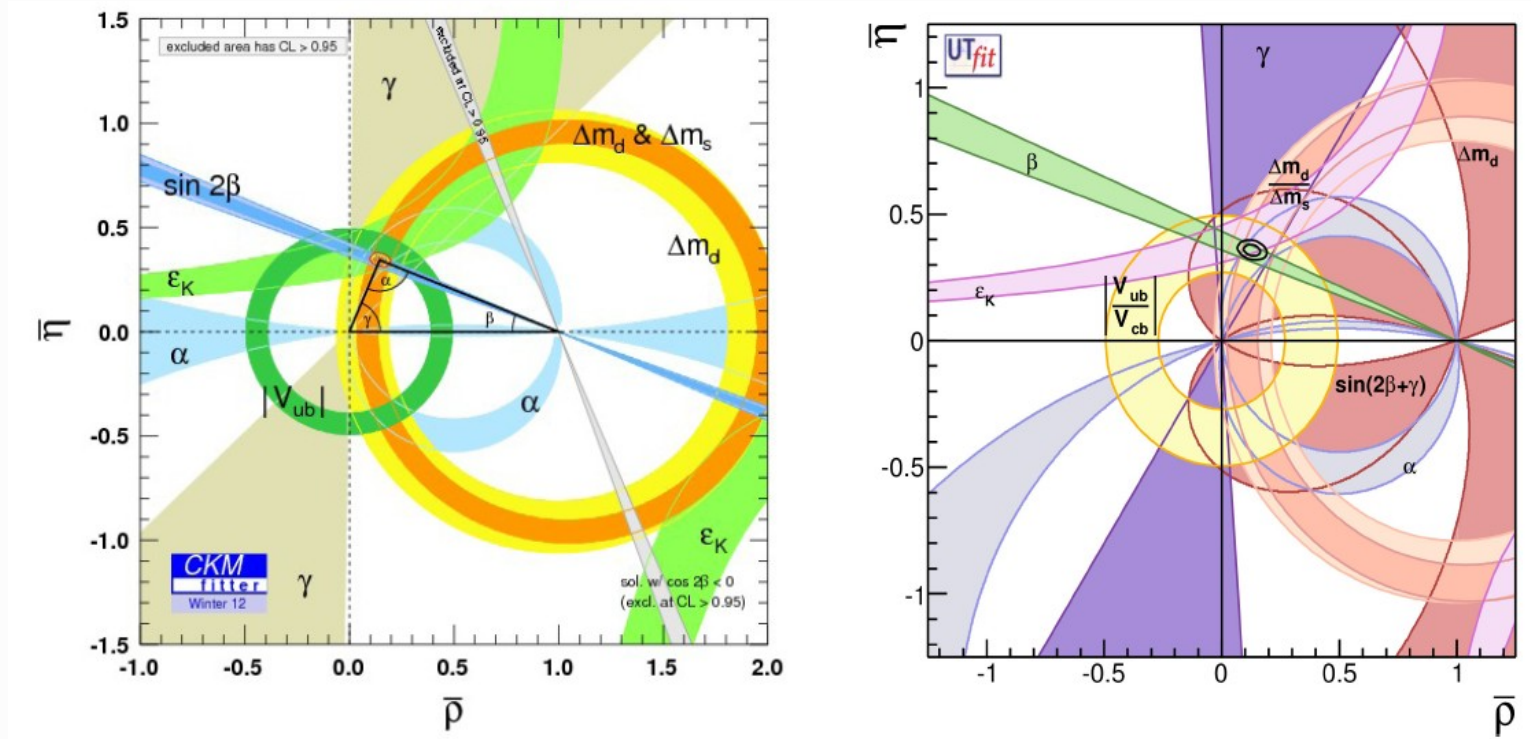 1.5
excluded area has CL > 0.95
γ
excluded at CL > 0.95
1.0
Δm_d & Δm_s
sin 2β
0.5
Δm_d
ε_K
α
γ
β
0.0
η̄
α
α
|V_ub|
-0.5
-1.0
ε_K
CKM
fitter
Winter 12
γ
sol. w/ cos 2β < 0
(excl. at CL > 0.95)
-1.5
-1.0 -0.5 0.0 0.5 1.0 1.5 2.0
ρ̄
η̄
UTfit
γ
1
β
Δm_d
Δm_s
Δm_d
0.5
ε_K
V_ub
V_cb
0
sin(2β+γ)
α
-0.5
-1
-1 -0.5 0 0.5 1
ρ̄